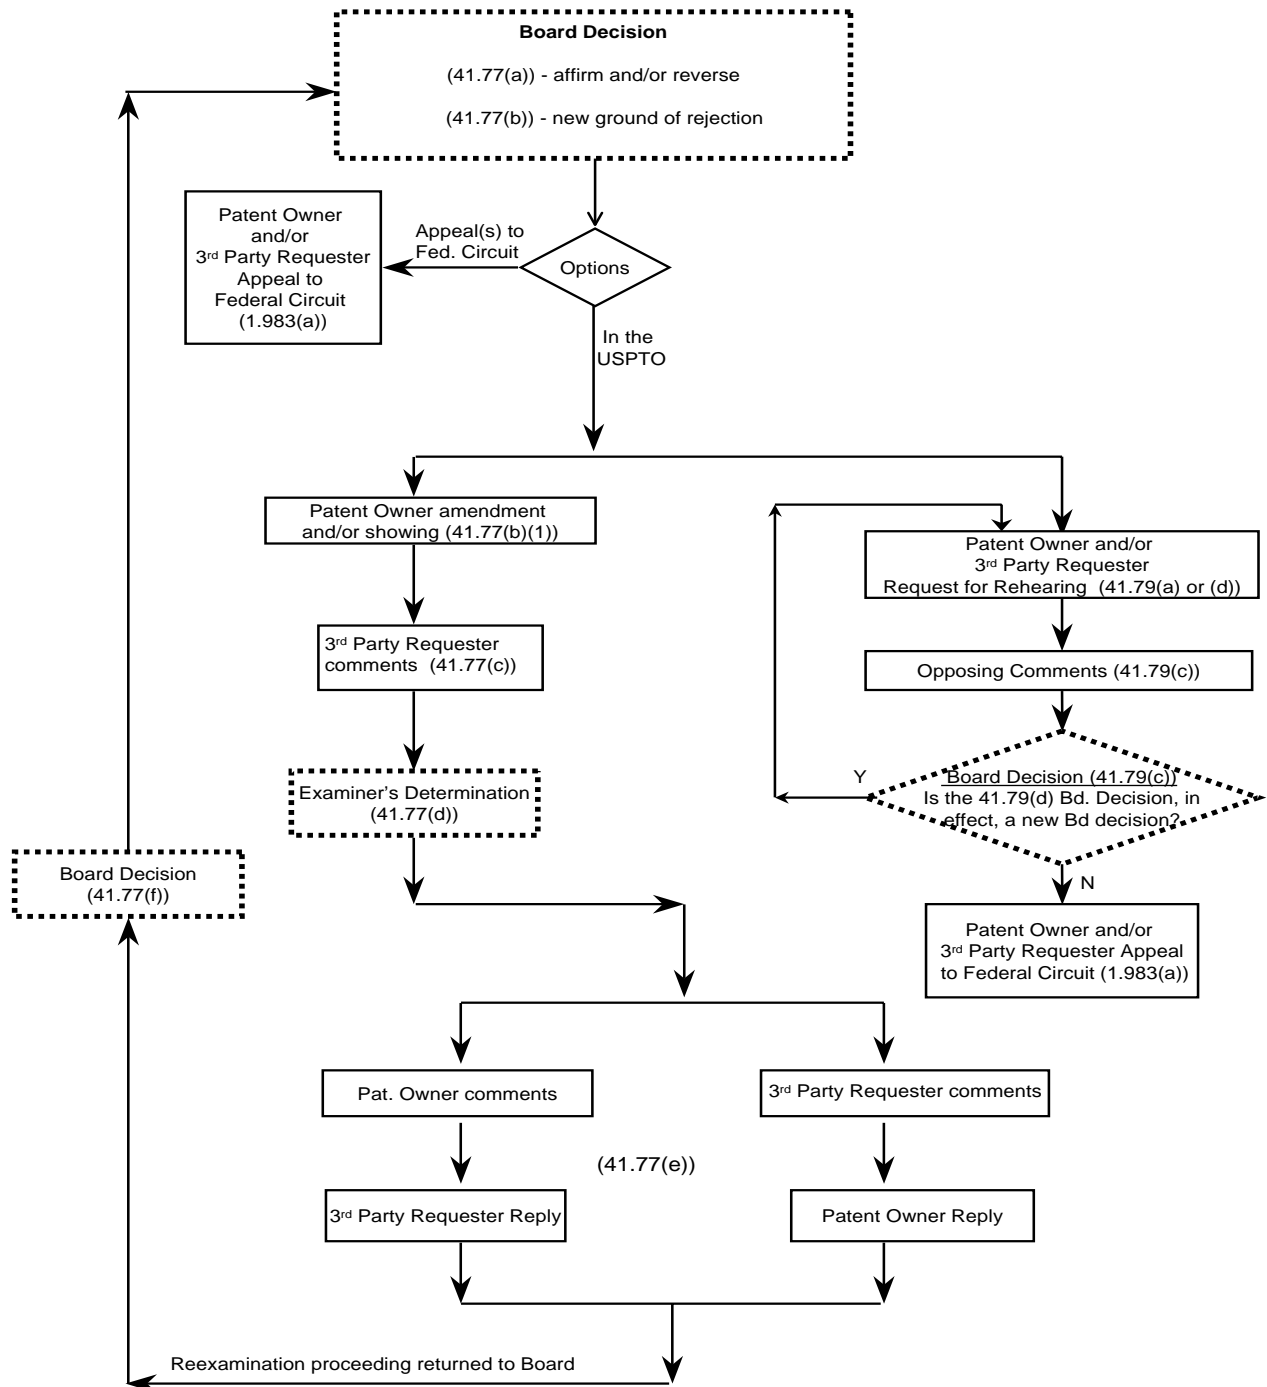 Board Decision
(41.77(a)) - affirm and/or reverse
(41.77(b)) - new ground of rejection
Patent Owner
and/or
3rd Party Requester
Appeal to
Federal Circuit
(1.983(a))
Appeal(s) to
Fed. Circuit
Options
In the
USPTO
Patent Owner amendment
and/or showing (41.77(b)(1))
Patent Owner and/or
3rd Party Requester
Request for Rehearing (41.79(a) or (d))
3rd Party Requester
comments (41.77(c))
Opposing Comments (41.79(c))
Examiner's Determination
(41.77(d))
Y
Board Decision (41.79(c))
Is the 41.79(d) Bd. Decision, in
effect, a new Bd decision?
N
Board Decision
(41.77(f))
Patent Owner and/or
3rd Party Requester Appeal
to Federal Circuit (1.983(a))
Pat. Owner comments
3rd Party Requester comments
(41.77(e))
3rd Party Requester Reply
Patent Owner Reply
Reexamination proceeding returned to Board